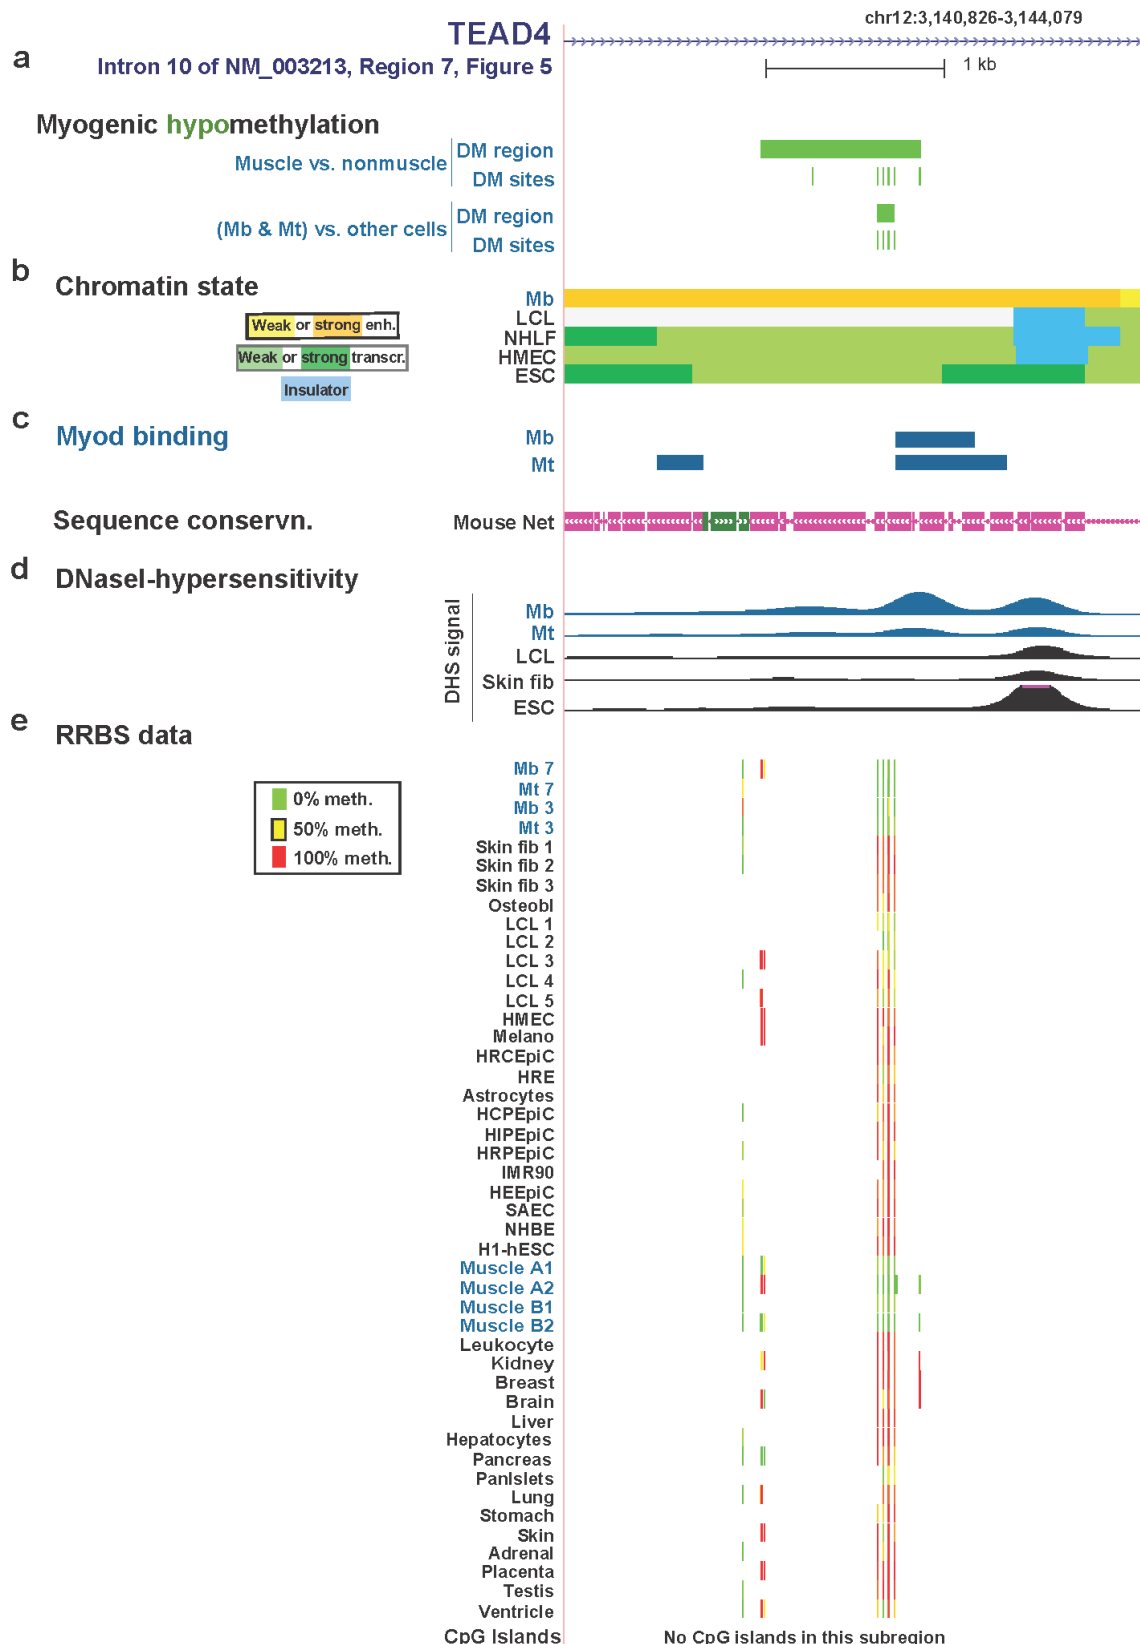 chr12:3,140,826-3,144,079
TEAD4
a
Intron 10 of NM_003213, Region 7, Figure 5
1 kb
Myogenic hypomethylation
Muscle vs. nonmuscle
DM region
DM sites
(Mb & Mt) vs. other cells
DM region
DM sites
b
Chromatin state
Weak or strong enh.
Weak or strong transcr.
Insulator
Mb
LCL
NHLF
HMEC
ESC
c
Myod binding
Mb
Mt
Sequence conservn.
Mouse Net
d
DNaseI-hypersensitivity
DHS signal
Mb
Mt
LCL
Skin fib
ESC
e
RRBS data
0% meth.
50% meth.
100% meth.
Mb 7
Mt 7
Mb 3
Mt 3
Skin fib 1
Skin fib 2
Skin fib 3
Osteobl
LCL 1
LCL 2
LCL 3
LCL 4
LCL 5
HMEC
Melano
HRCEpiC
HRE
Astrocytes
HCPEpiC
HIPEpiC
HRPEpiC
IMR90
HEEpiC
SAEC
NHBE
H1-hESC
Muscle A1
Muscle A2
Muscle B1
Muscle B2
Leukocyte
Kidney
Breast
Brain
Liver
Hepatocytes
Pancreas
PanIslets
Lung
Stomach
Skin
Adrenal
Placenta
Testis
Ventricle
CpG Islands
No CpG islands in this subregion